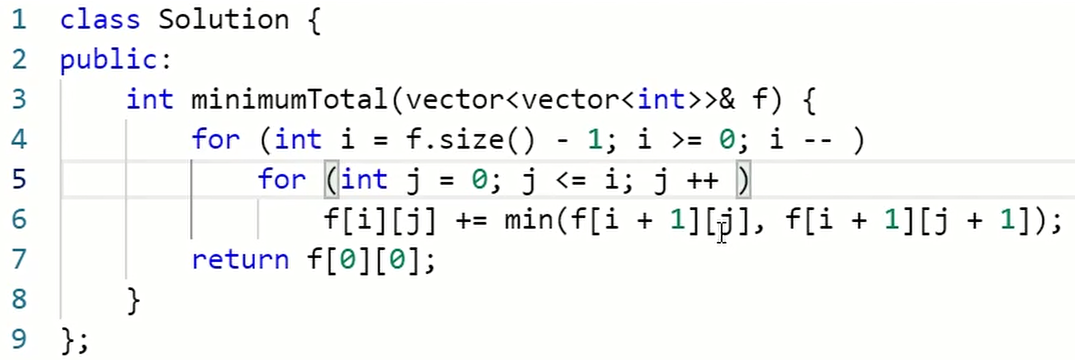 1 class Solution {
2 public:
3     int minimumTotal(vector<vector<int>>& f) {
4         for (int i = f.size() - 1; i >= 0; i -- )
5             for (int j = 0; j <= i; j ++ )
6                 f[i][j] += min(f[i + 1][j], f[i + 1][j + 1]);
7         return f[0][0];
8     }
9 };